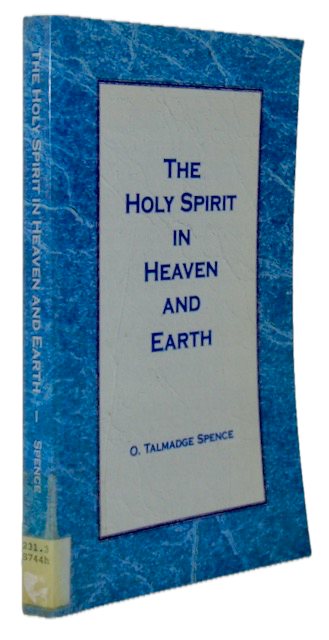 THE HOLY SPIRIT IN HEAVEN AND EARTH — SPENCE
231.3
S744h
THE
HOLY SPIRIT
IN
HEAVEN
AND
EARTH
O. TALMADGE SPENCE